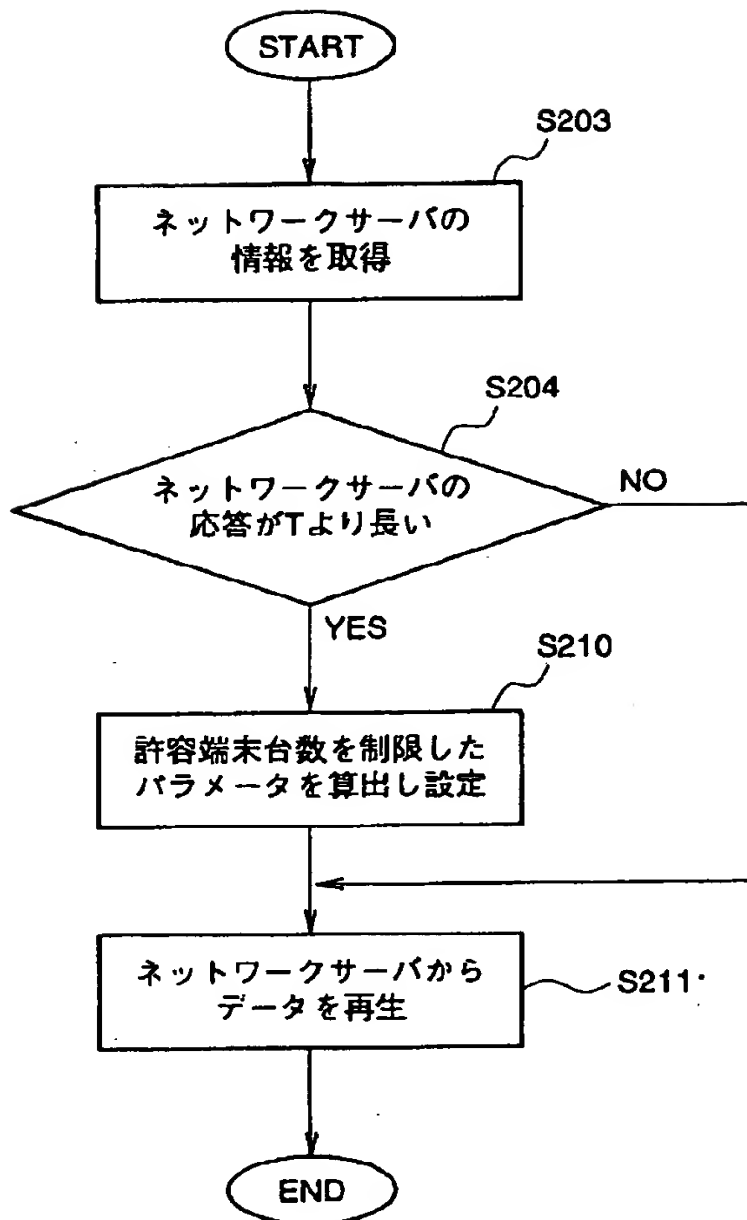 START
S203
ネットワークサーバの
情報を取得
S204
ネットワークサーバの
応答がTより長い
NO
YES
S210
許容端末台数を制限した
パラメータを算出し設定
ネットワークサーバから
データを再生
S211
END